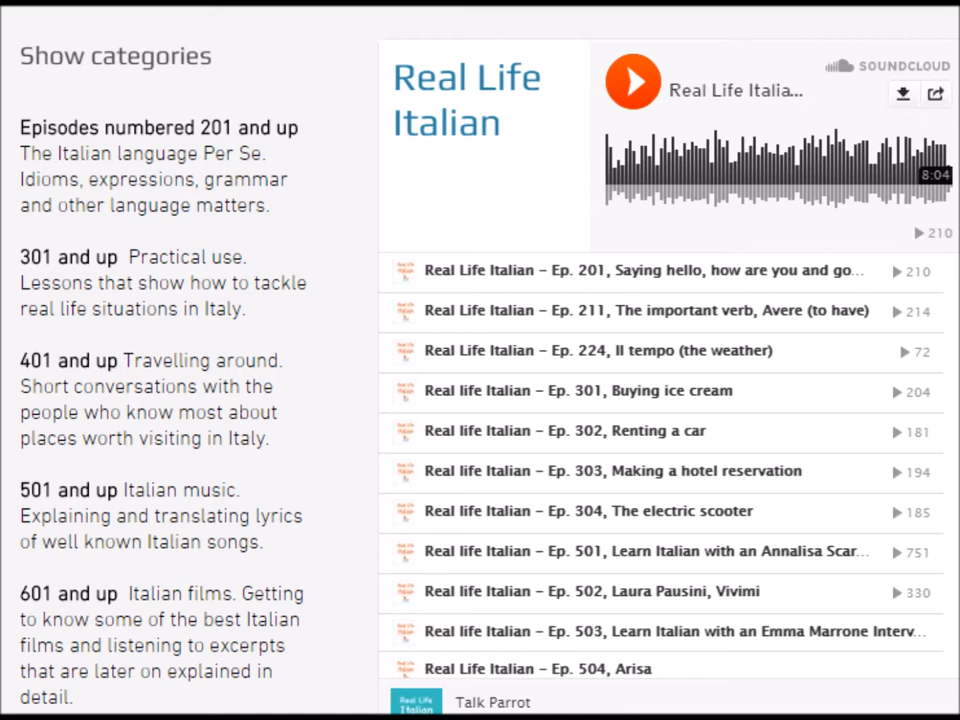 Show categories
Episodes numbered 201 and up
The Italian language Per Se.
Idioms, expressions, grammar
and other language matters.
301 and up Practical use.
Lessons that show how to tackle
real life situations in Italy.
401 and up Travelling around.
Short conversations with the
people who know most about
places worth visiting in Italy.
501 and up Italian music.
Explaining and translating lyrics
of well known Italian songs.
601 and up Italian films. Getting
to know some of the best Italian
films and listening to excerpts
that are later on explained in
detail.
Real Life
Italian
SOUNDCLOUD
Real Life Italia...
8:04
210
Real Life Italian - Ep. 201, Saying hello, how are you and go... 210
Real Life Italian - Ep. 211, The important verb, Avere (to have) 214
Real Life Italian - Ep. 224, Il tempo (the weather) 72
Real life Italian - Ep. 301, Buying ice cream 204
Real life Italian - Ep. 302, Renting a car 181
Real life Italian - Ep. 303, Making a hotel reservation 194
Real life Italian - Ep. 304, The electric scooter 185
Real Life Italian - Ep. 501, Learn Italian with an Annalisa Scar... 751
Real Life Italian - Ep. 502, Laura Pausini, Vivimi 330
Real Life Italian - Ep. 503, Learn Italian with an Emma Marrone Interv...
Real Life Italian - Ep. 504, Arisa
Real Life
Italian
Talk Parrot